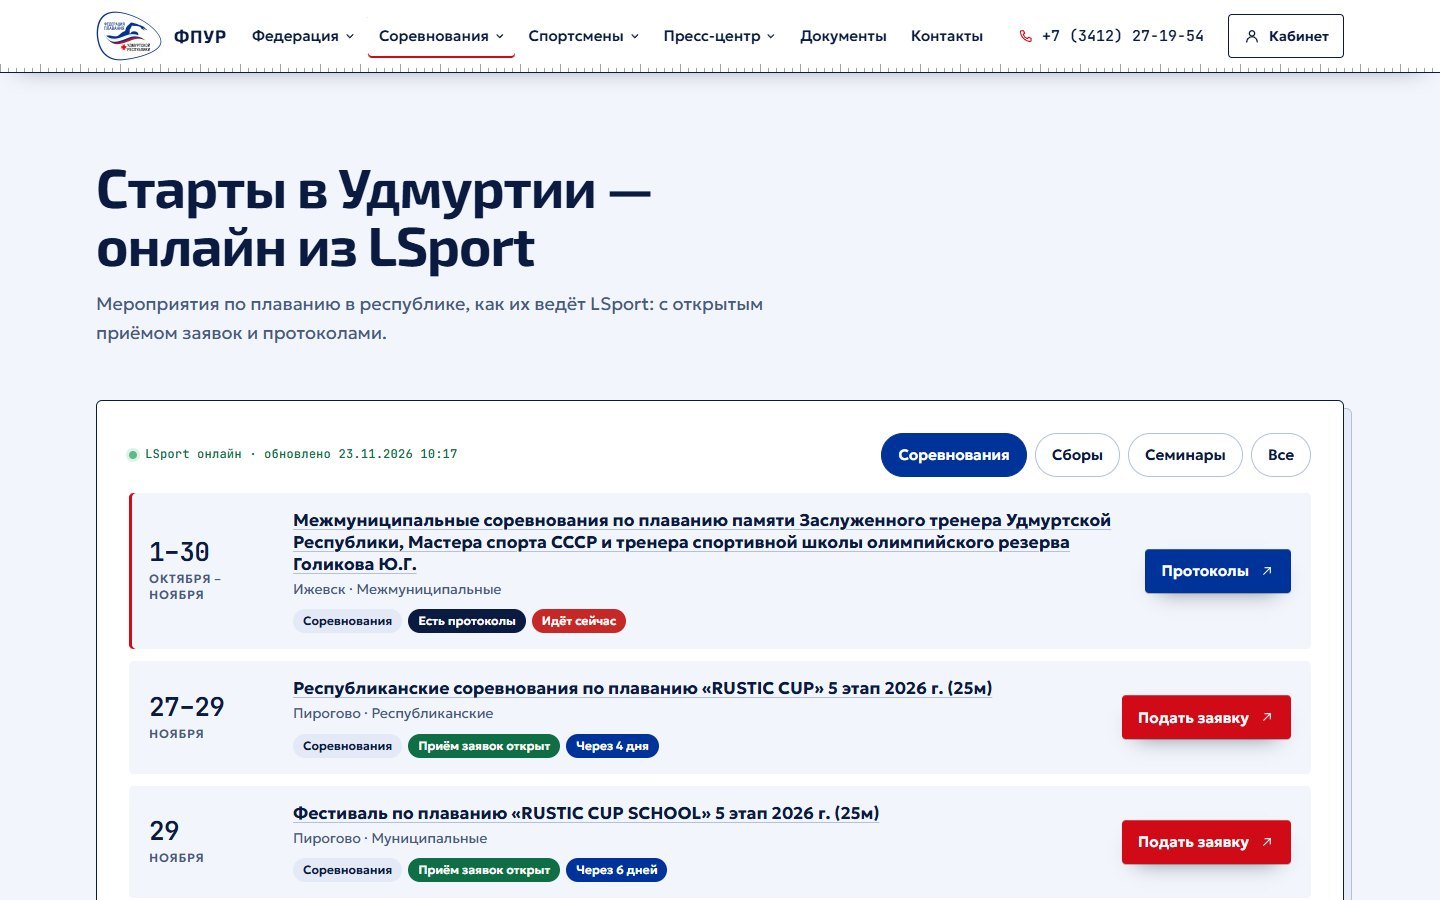 ФЕДЕРАЦИЯ
ПЛАВАНИЯ
УДМУРТСКОЙ
РЕСПУБЛИКИ
ФПУР
Федерация
Соревнования
Спортсмены
Пресс-центр
Документы
Контакты
+7 (3412) 27-19-54
Кабинет
Старты в Удмуртии —
онлайн из LSport
Мероприятия по плаванию в республике, как их ведёт LSport: с открытым
приёмом заявок и протоколами.
LSport онлайн · обновлено 23.11.2026 10:17
Соревнования
Сборы
Семинары
Все
1–30
ОКТЯБРЯ –
НОЯБРЯ
Межмуниципальные соревнования по плаванию памяти Заслуженного тренера Удмуртской
Республики, Мастера спорта СССР и тренера спортивной школы олимпийского резерва
Голикова Ю.Г.
Ижевск · Межмуниципальные
Соревнования
Есть протоколы
Идёт сейчас
Протоколы
27–29
НОЯБРЯ
Республиканские соревнования по плаванию «RUSTIC CUP» 5 этап 2026 г. (25м)
Пирогово · Республиканские
Соревнования
Приём заявок открыт
Через 4 дня
Подать заявку
29
НОЯБРЯ
Фестиваль по плаванию «RUSTIC CUP SCHOOL» 5 этап 2026 г. (25м)
Пирогово · Муниципальные
Соревнования
Приём заявок открыт
Через 6 дней
Подать заявку